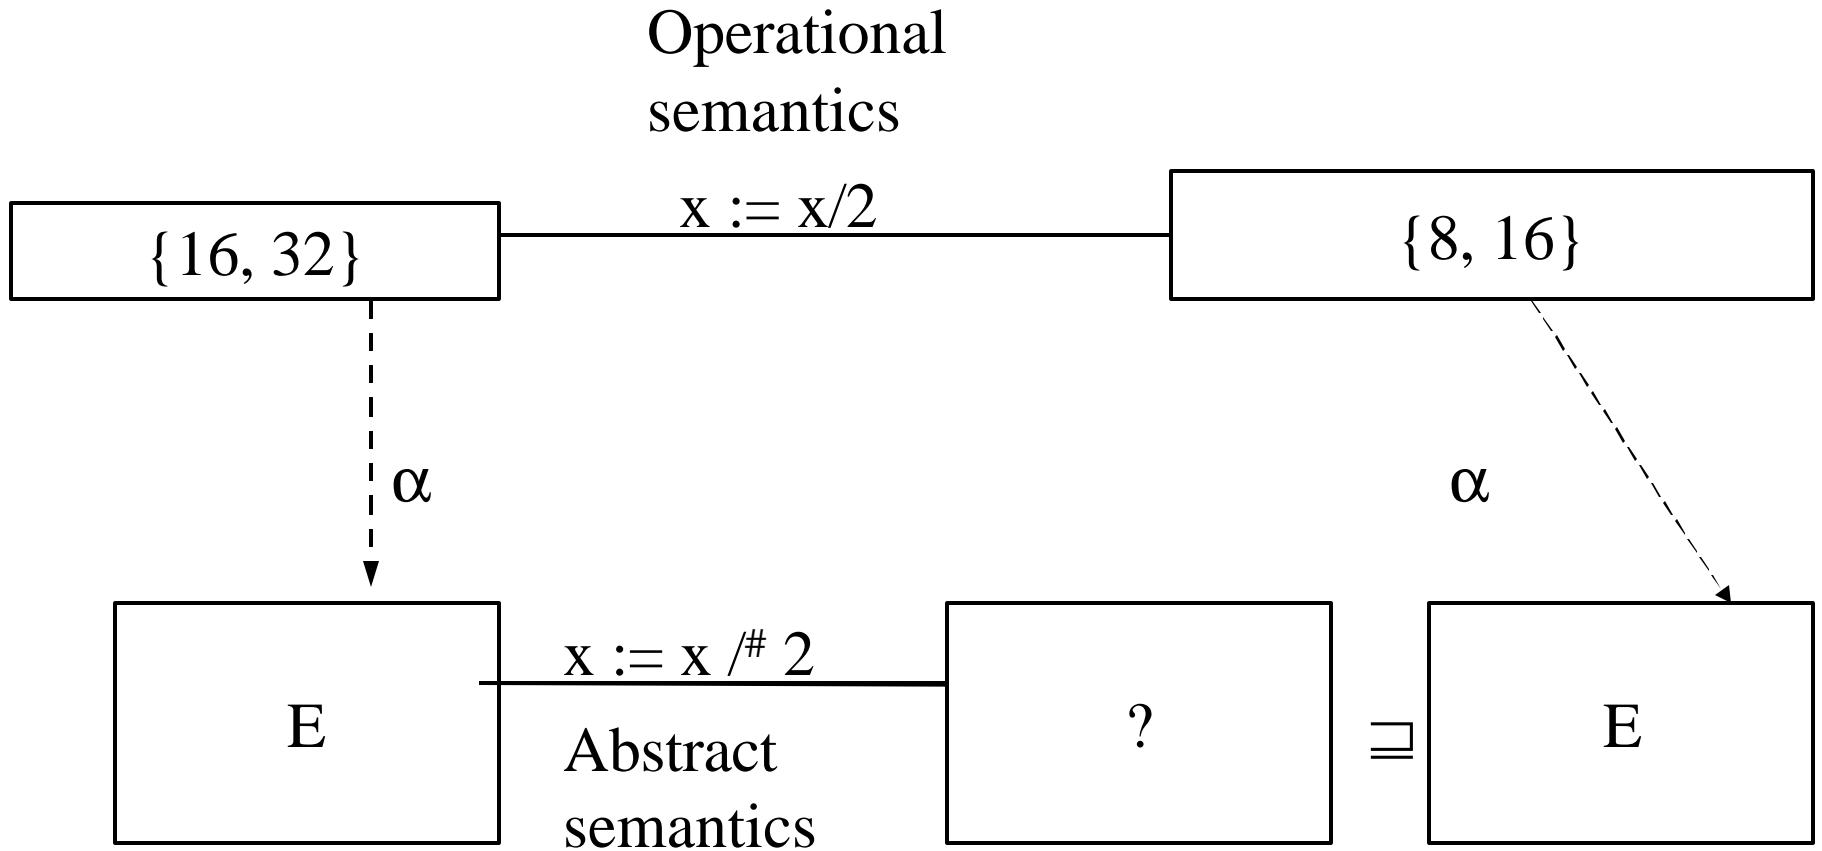 Operational
semantics
x := x/2
{16, 32}
{8, 16}
α
α
x := x /# 2
E
?
⊒
E
Abstract
semantics